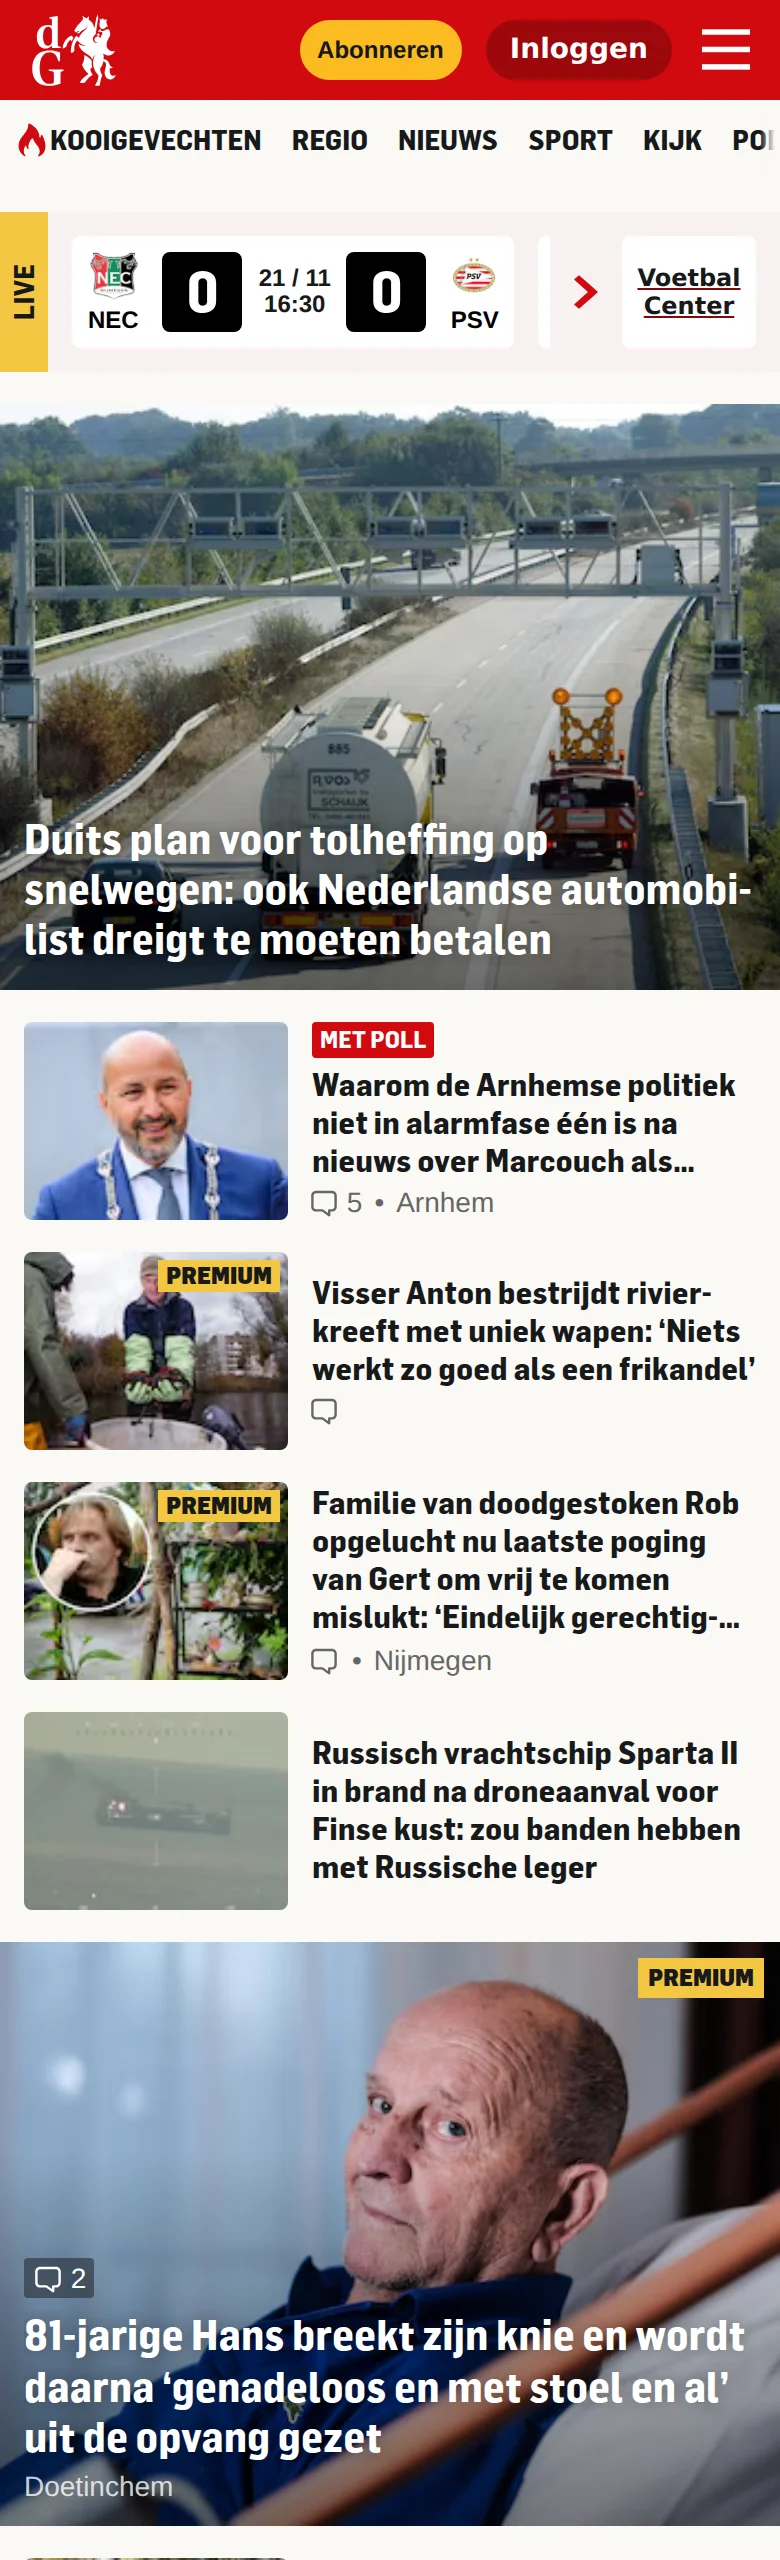 dG
Abonneren
Inloggen
KOOIGEVECHTEN REGIO NIEUWS SPORT KIJK
LIVE
NEC
NEC
0
21 / 11
16:30
0
PSV
PSV
Voetbal
Center
885
SCHAIJK
Duits plan voor tolheffing op
snelwegen: ook Nederlandse automobi-
list dreigt te moeten betalen
MET POLL
Waarom de Arnhemse politiek
niet in alarmfase één is na
nieuws over Marcouch als...
5 • Arnhem
PREMIUM
Visser Anton bestrijdt rivier-
kreeft met uniek wapen: ‘Niets
werkt zo goed als een frikandel’
PREMIUM
Familie van doodgestoken Rob
opgelucht nu laatste poging
van Gert om vrij te komen
mislukt: ‘Eindelijk gerechtig-...
• Nijmegen
Russisch vrachtschip Sparta II
in brand na droneaanval voor
Finse kust: zou banden hebben
met Russische leger
PREMIUM
2
81-jarige Hans breekt zijn knie en wordt
daarna ‘genadeloos en met stoel en al’
uit de opvang gezet
Doetinchem